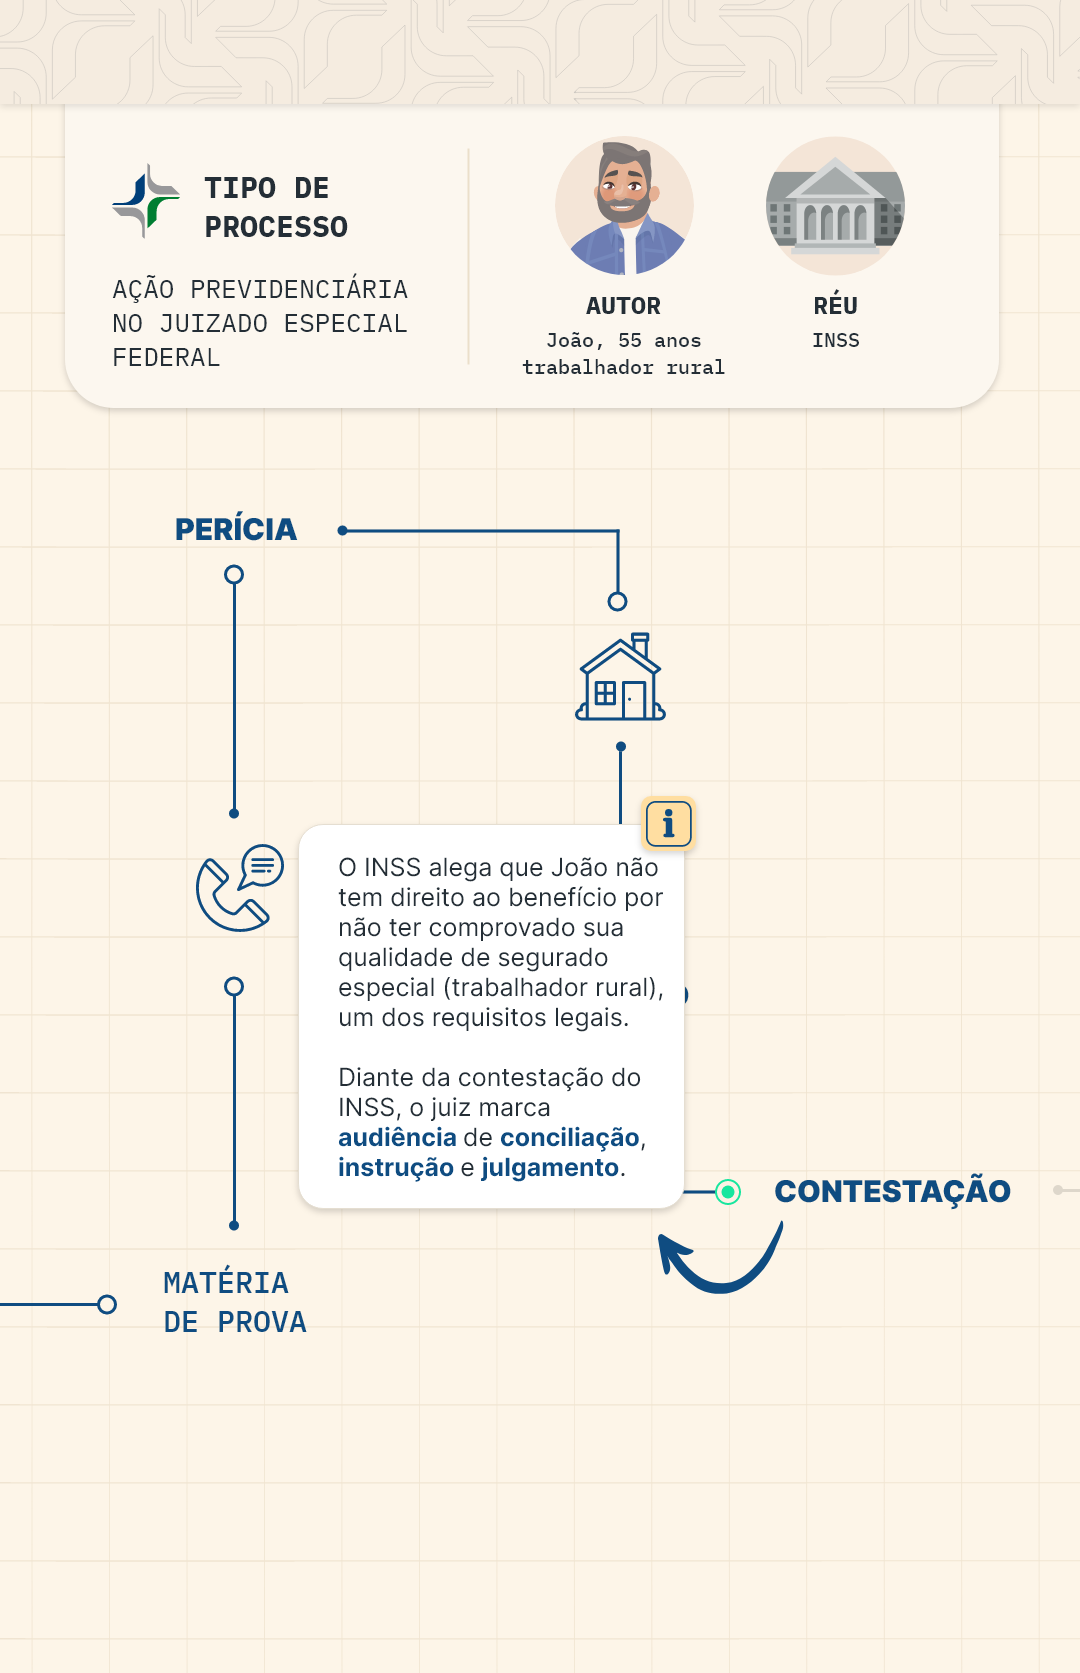 TIPO DE
PROCESSO
AÇÃO PREVIDENCIÁRIA
NO JUIZADO ESPECIAL
FEDERAL
AUTOR
João, 55 anos
trabalhador rural
RÉU
INSS
PERÍCIA
i
O INSS alega que João não
tem direito ao benefício por
não ter comprovado sua
qualidade de segurado
especial (trabalhador rural),
um dos requisitos legais.
Diante da contestação do
INSS, o juiz marca
audiência de conciliação,
instrução e julgamento.
CONTESTAÇÃO
MATÉRIA
DE PROVA